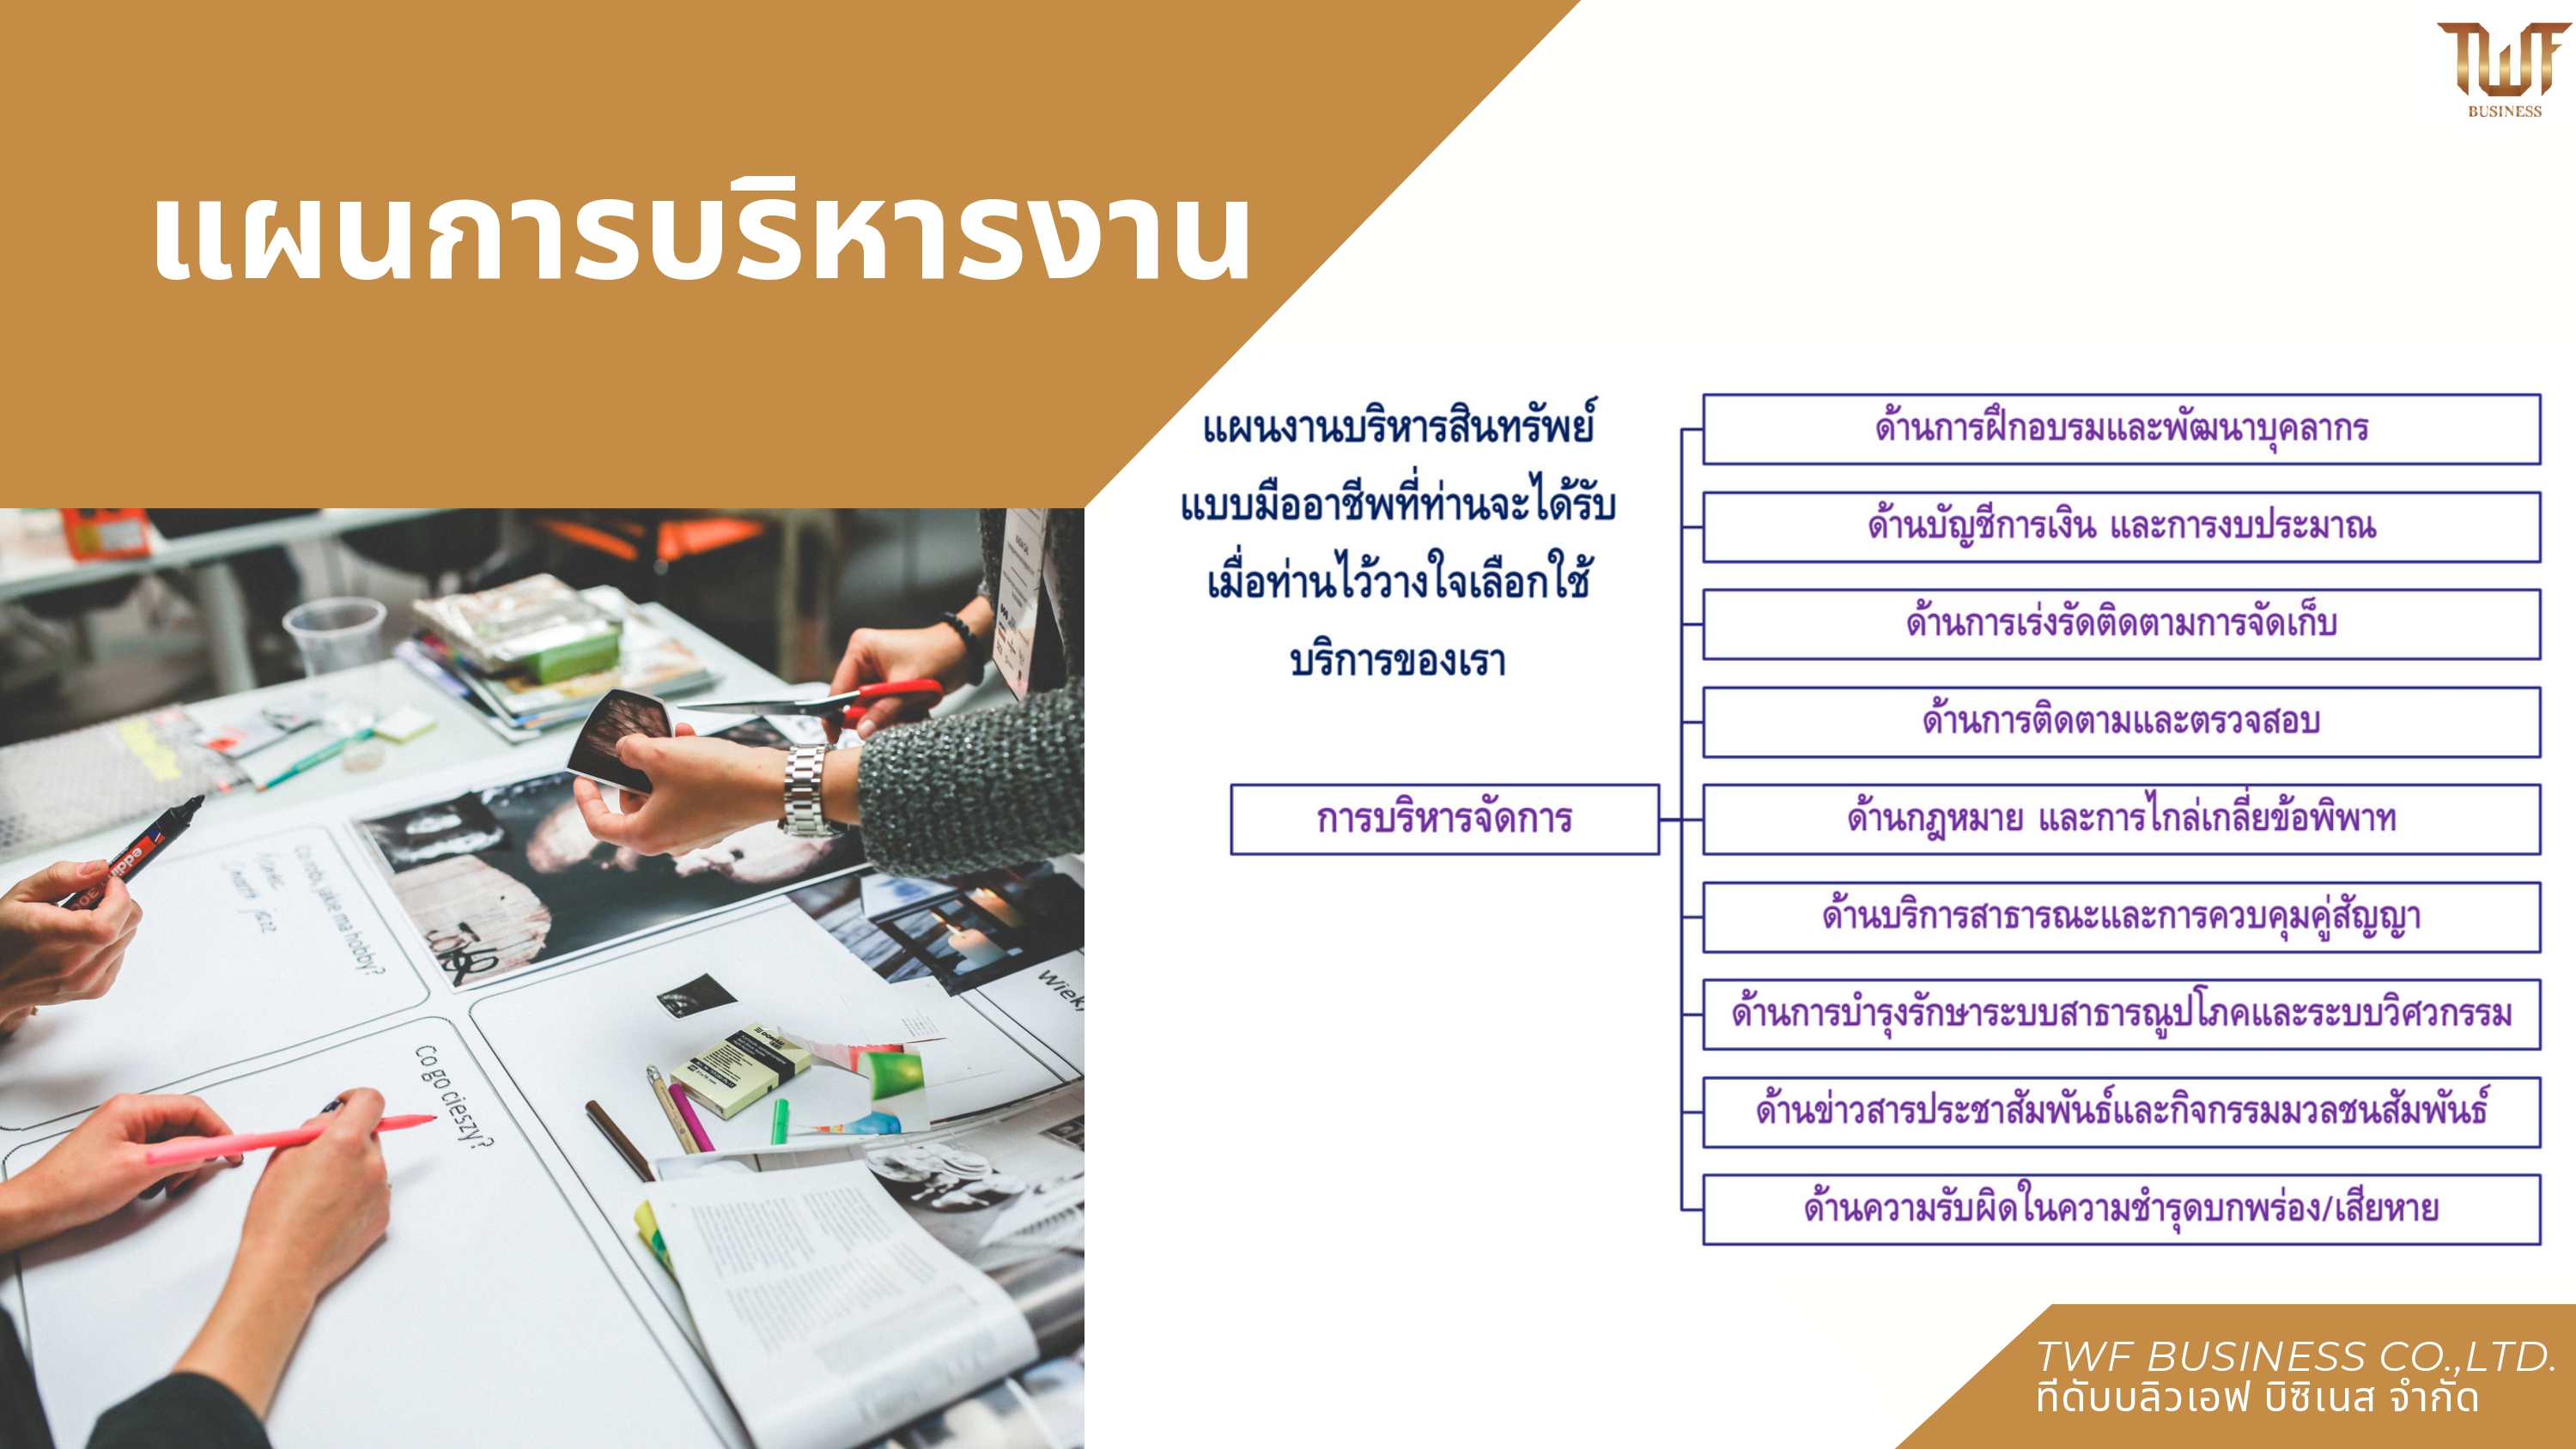 TWF
BUSINESS
แผนการบริหารงาน
แผนงานบริหารสินทรัพย์
แบบมืออาชีพที่ท่านจะได้รับ
เมื่อท่านไว้วางใจเลือกใช้
บริการของเรา
การบริหารจัดการ
ด้านการฝึกอบรมและพัฒนาบุคลากร
ด้านบัญชีการเงิน และการงบประมาณ
ด้านการเร่งรัดติดตามการจัดเก็บ
ด้านการติดตามและตรวจสอบ
ด้านกฎหมาย และการไกล่เกลี่ยข้อพิพาท
ด้านบริการสาธารณะและการควบคุมคู่สัญญา
ด้านการบำรุงรักษาระบบสาธารณูปโภคและระบบวิศวกรรม
ด้านข่าวสารประชาสัมพันธ์และกิจกรรมมวลชนสัมพันธ์
ด้านความรับผิดในความชำรุดบกพร่อง/เสียหาย
edding
Co robi, jakie ma hobby?
Co go cieszy?
TWF BUSINESS CO.,LTD.
ทีดับบลิวเอฟ บิซิเนส จำกัด